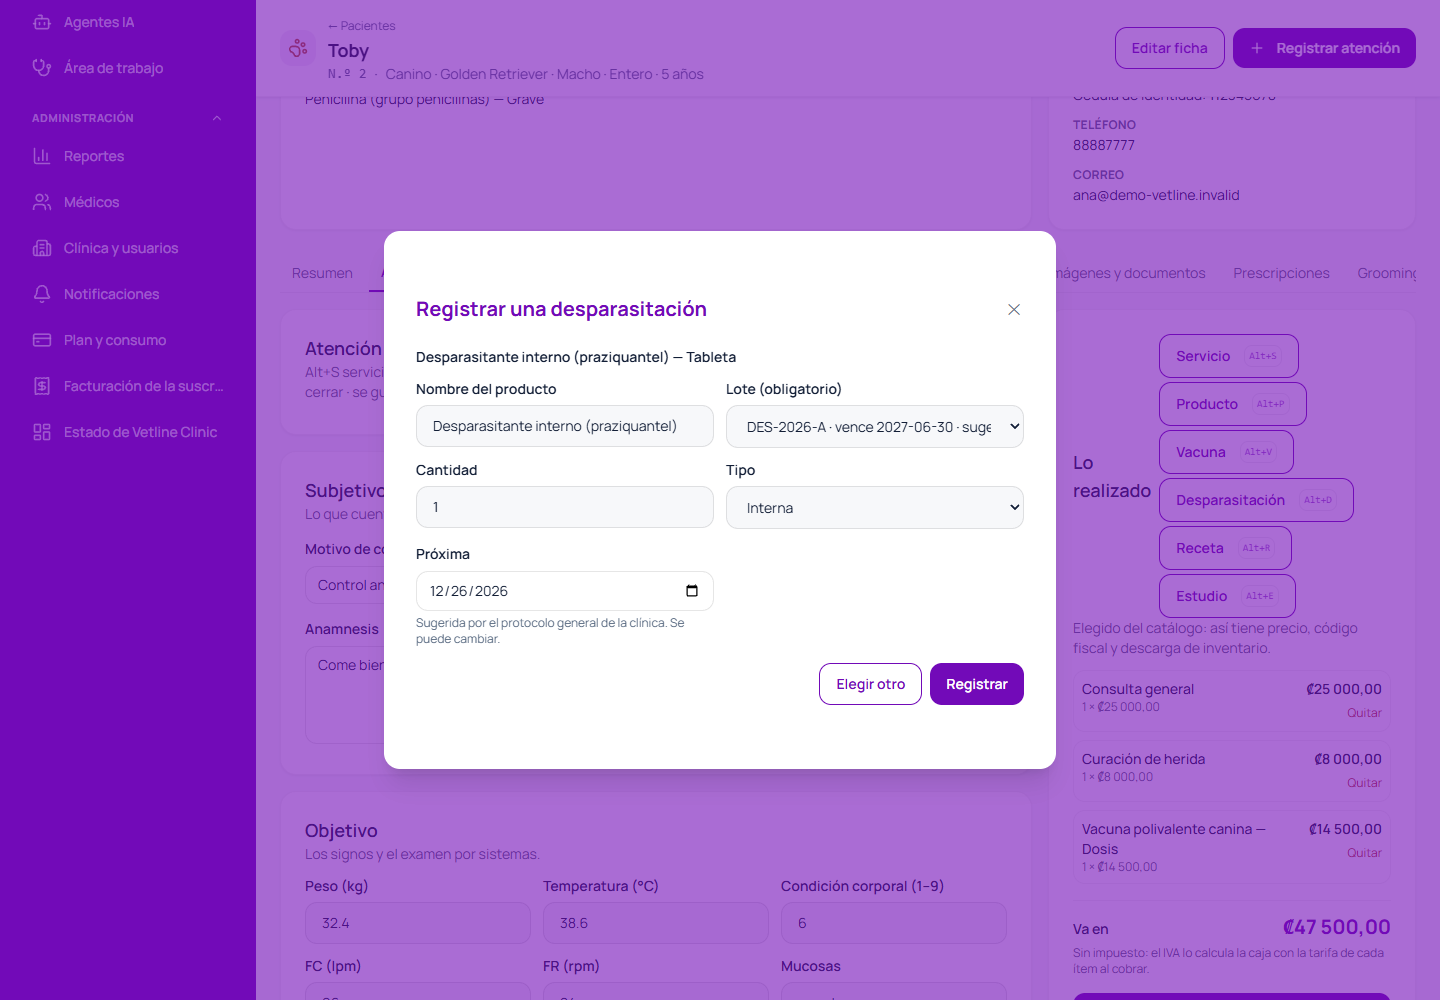 Agentes IA
Área de trabajo
ADMINISTRACIÓN
Reportes
Médicos
Clínica y usuarios
Notificaciones
Plan y consumo
Facturación de la suscr...
Estado de Vetline Clinic
← Pacientes
Toby
N.º 2 · Canino · Golden Retriever · Macho · Entero · 5 años
Editar ficha
Registrar atención
Penicilina (grupo penicilinas) — Grave
TELÉFONO
88887777
CORREO
ana@demo-vetline.invalid
Resumen
mágenes y documentos
Prescripciones
Grooming
Registrar una desparasitación
Desparasitante interno (praziquantel) — Tableta
Nombre del producto
Desparasitante interno (praziquantel)
Lote (obligatorio)
DES-2026-A · vence 2027-06-30 · suge
Cantidad
1
Tipo
Interna
Próxima
12/26/2026
Sugerida por el protocolo general de la clínica. Se
puede cambiar.
Elegir otro
Registrar
Atención
Alt+S servici
cerrar · se gu
Subjetivo
Lo que cuen
Motivo de co
Control an
Anamnesis
Come bien
Objetivo
Los signos y el examen por sistemas.
Peso (kg)
32.4
Temperatura (°C)
38.6
Condición corporal (1–9)
6
FC (lpm)
FR (rpm)
Mucosas
Lo
realizado
Servicio Alt+S
Producto Alt+P
Vacuna Alt+V
Desparasitación Alt+D
Receta Alt+R
Estudio Alt+E
Elegido del catálogo: así tiene precio, código
fiscal y descarga de inventario.
Consulta general ₡25 000,00
1 × ₡25 000,00 Quitar
Curación de herida ₡8 000,00
1 × ₡8 000,00 Quitar
Vacuna polivalente canina — ₡14 500,00
Dosis Quitar
1 × ₡14 500,00
Va en ₡47 500,00
Sin impuesto: el IVA lo calcula la caja con la tarifa de cada
ítem al cobrar.